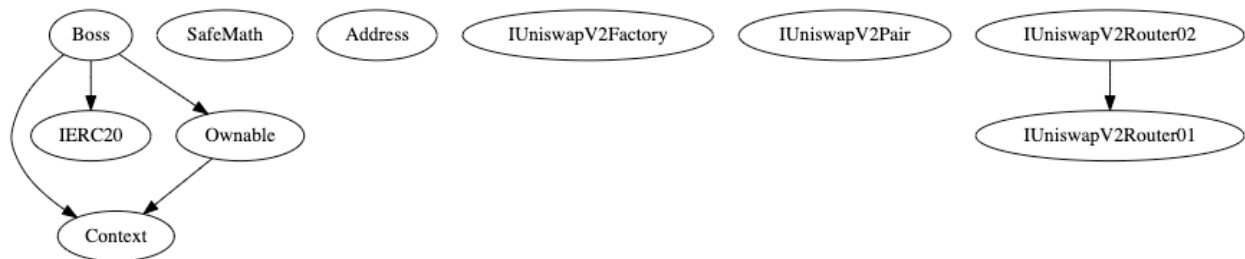 Boss
SafeMath
Address
IUniswapV2Factory
IUniswapV2Pair
IUniswapV2Router02
IERC20
Ownable
IUniswapV2Router01
Context